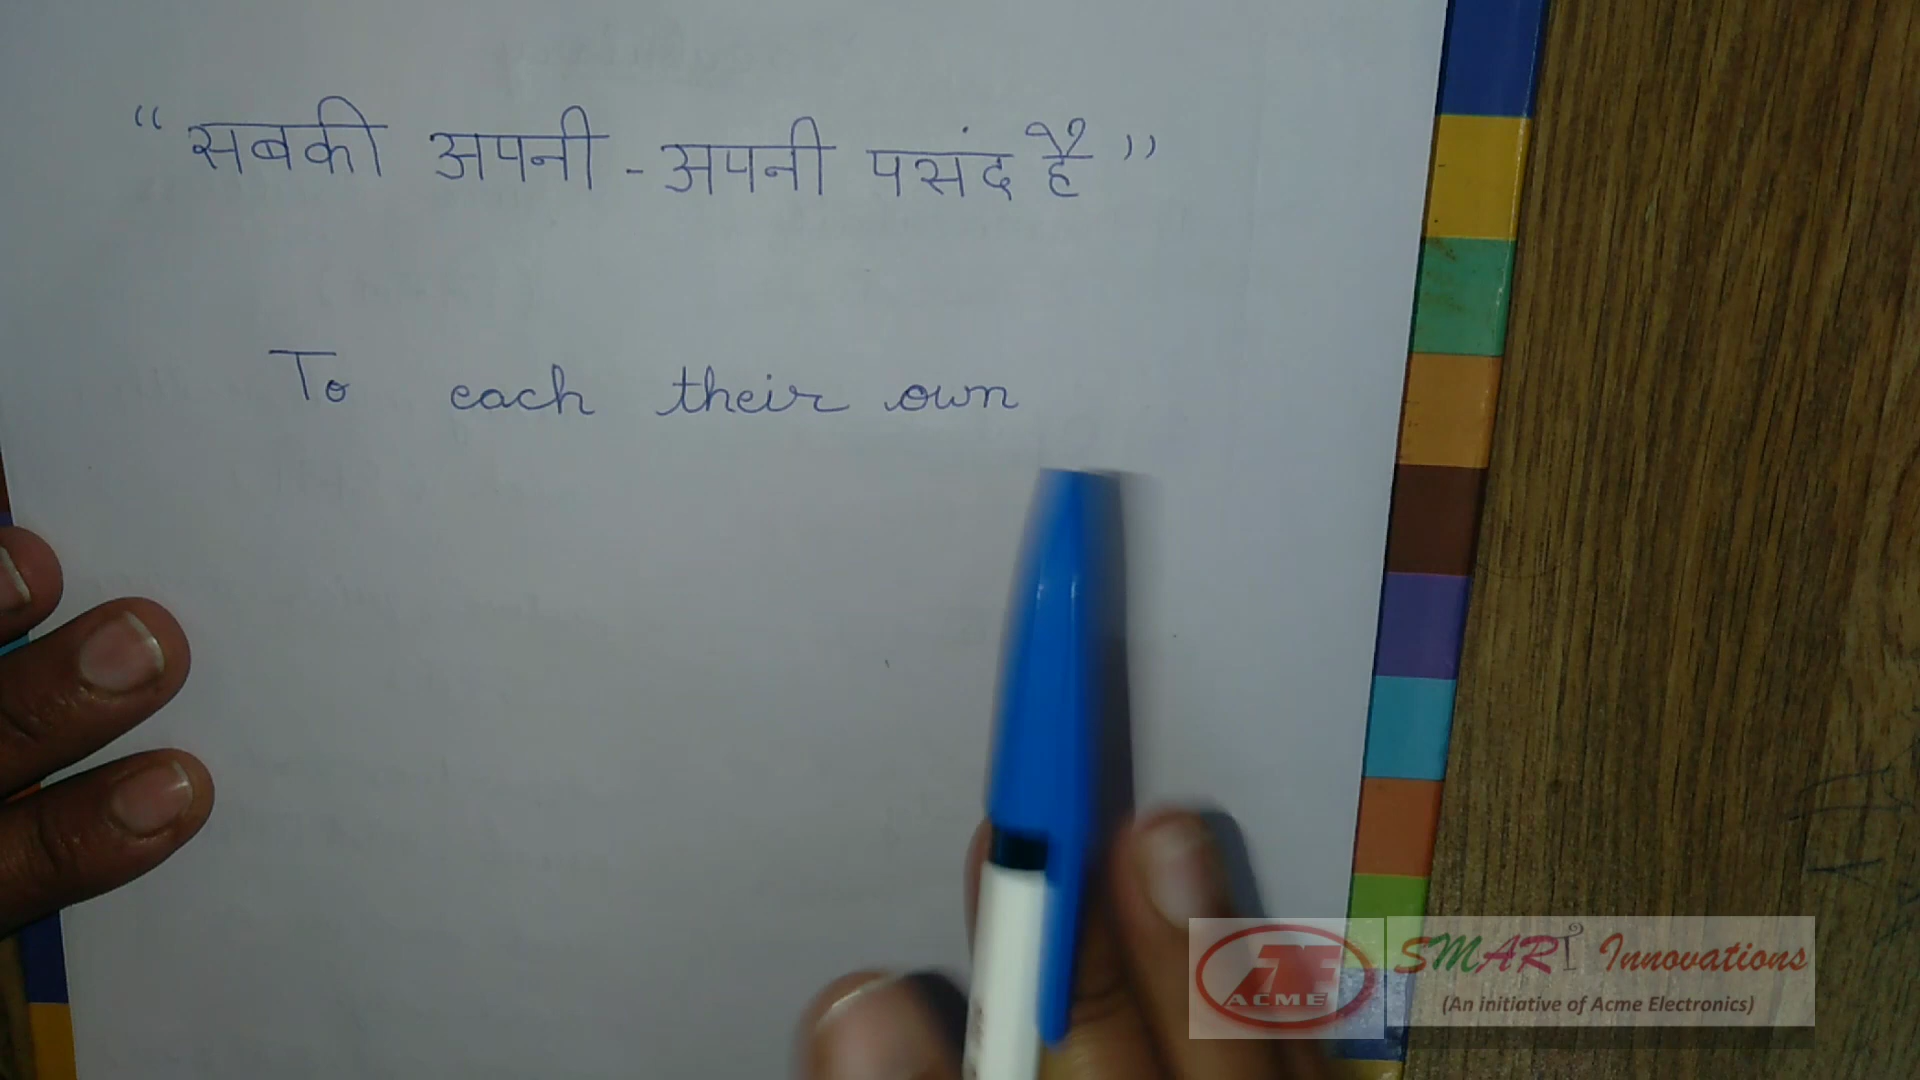 “सबकी अपनी - अपनी पसंद है”
To each their own
ACME
SMART Innovations
(An initiative of Acme Electronics)